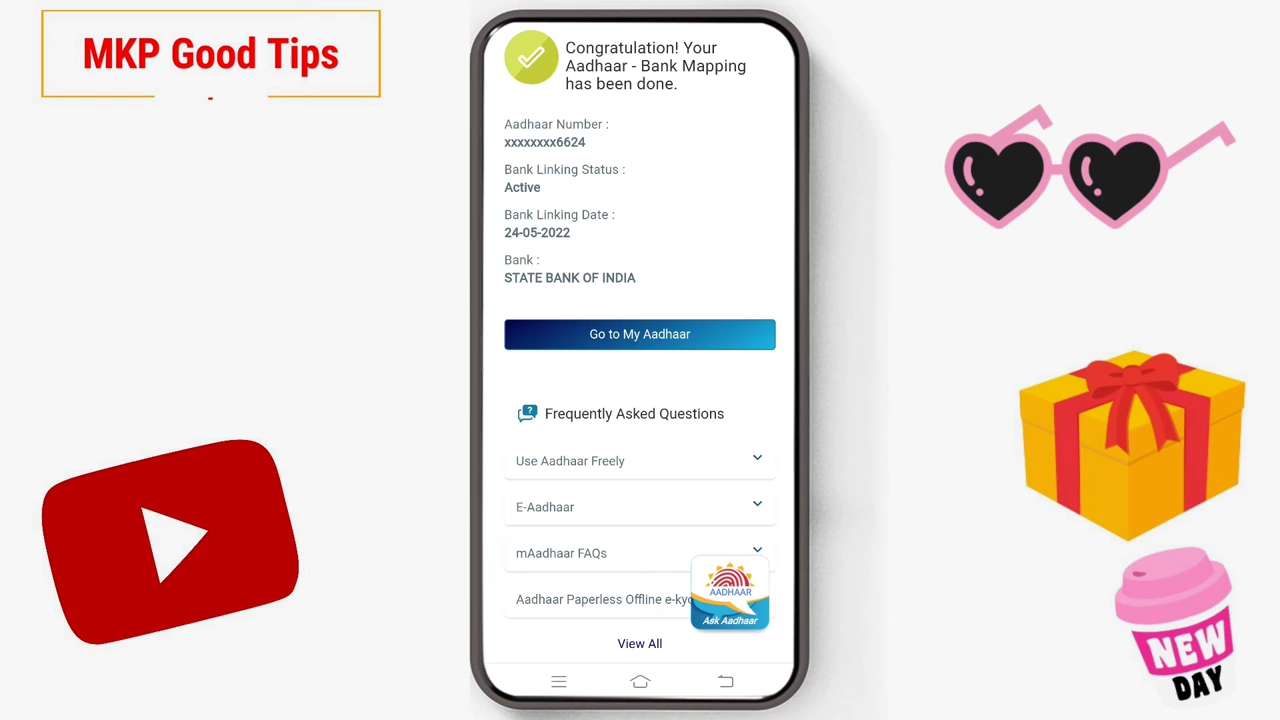 MKP Good Tips
-
Congratulation! Your
Aadhaar - Bank Mapping
has been done.
Aadhaar Number :
xxxxxxxx6624
Bank Linking Status :
Active
Bank Linking Date :
24-05-2022
Bank :
STATE BANK OF INDIA
Go to My Aadhaar
Frequently Asked Questions
Use Aadhaar Freely
E-Aadhaar
mAadhaar FAQs
Aadhaar Paperless Offline e-kyc
AADHAAR
Ask Aadhaar
View All
NEW
DAY